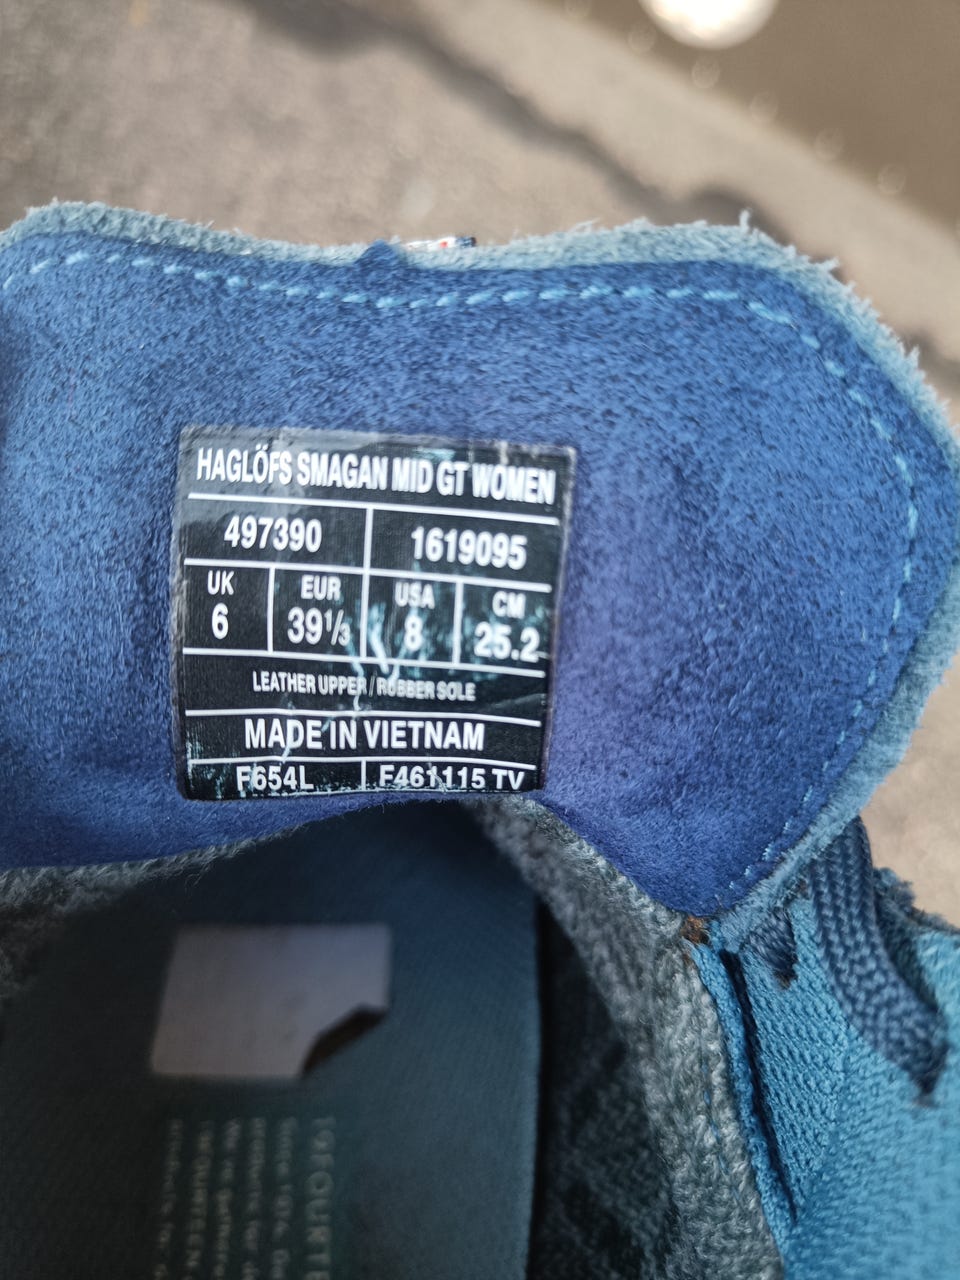 HAGLÖFS SMAGAN MID GT WOMEN
497390 1619095
UK EUR USA CM
6 39⅓ 8 25.2
LEATHER UPPER / RUBBER SOLE
MADE IN VIETNAM
F654L F461115 TV